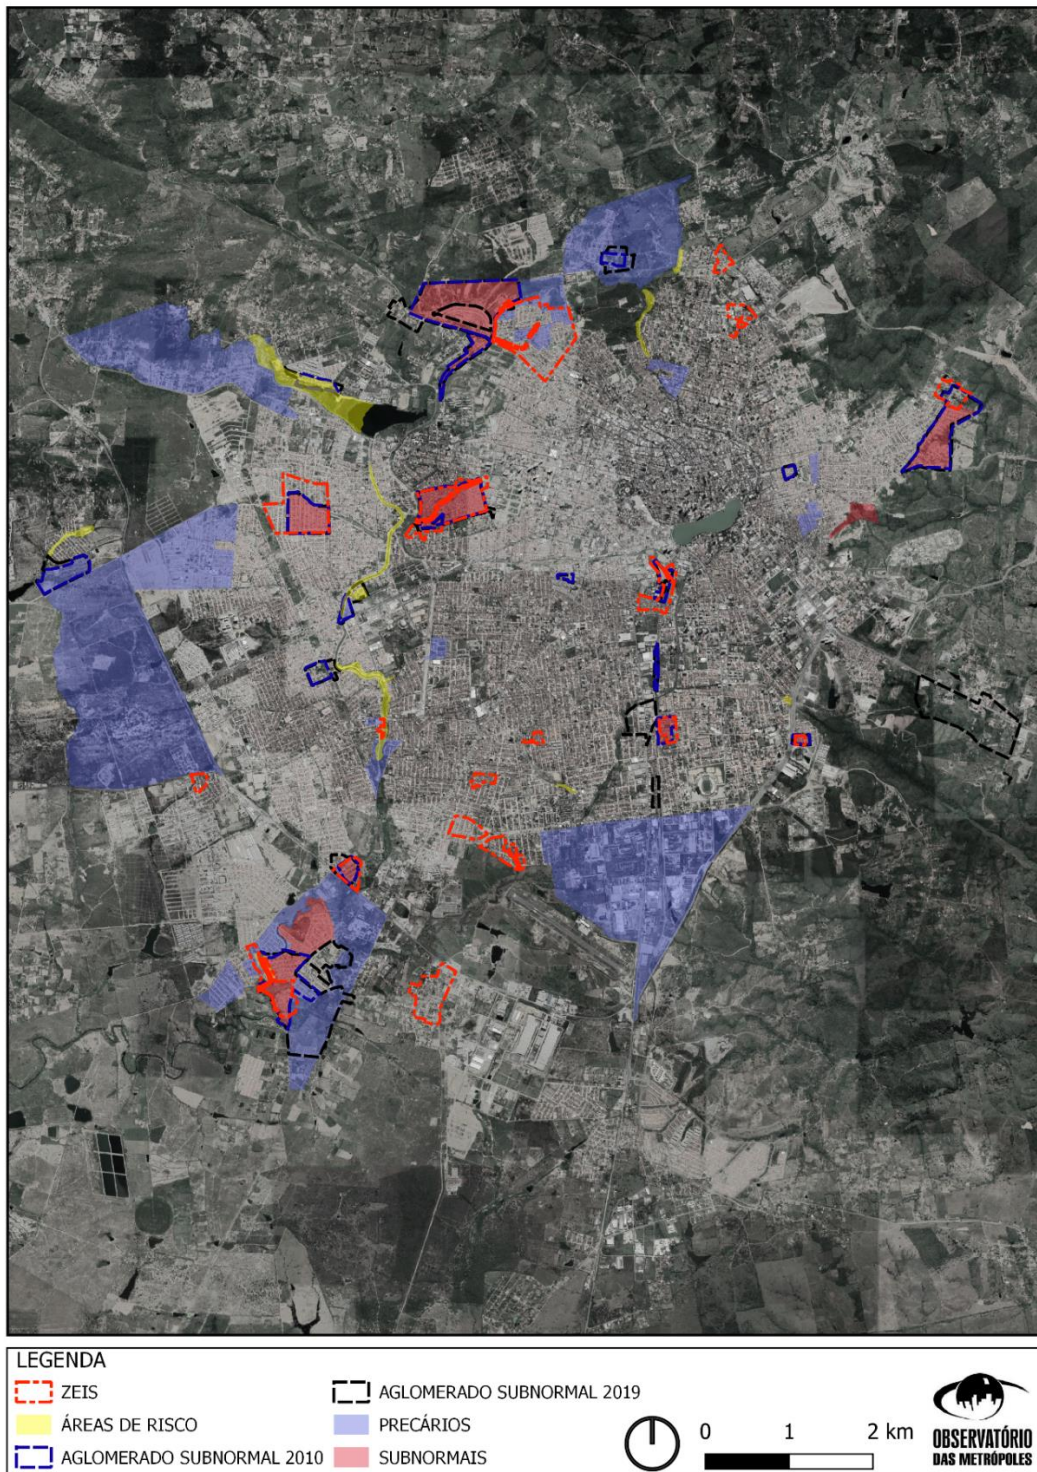 LEGENDA
ZEIS
ÁREAS DE RISCO
AGLOMERADO SUBNORMAL 2010
AGLOMERADO SUBNORMAL 2019
PRECÁRIOS
SUBNORMAIS
0 1 2 km
OBSERVATÓRIO
DAS METRÓPOLES